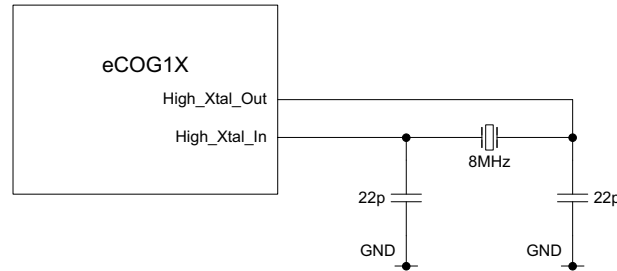 eCOG1X
High_Xtal_Out
High_Xtal_In
8MHz
22p
22p
GND
GND